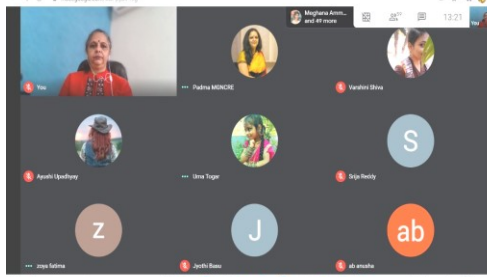 Meghana Amm...
and 49 more
13:21
You
You
Padma MGNCRE
Varshini Shiva
Ayushi Upadhyay
Uma Togar
S
Srija Reddy
z
zoya fatima
J
Jyothi Basu
ab
ab anusha